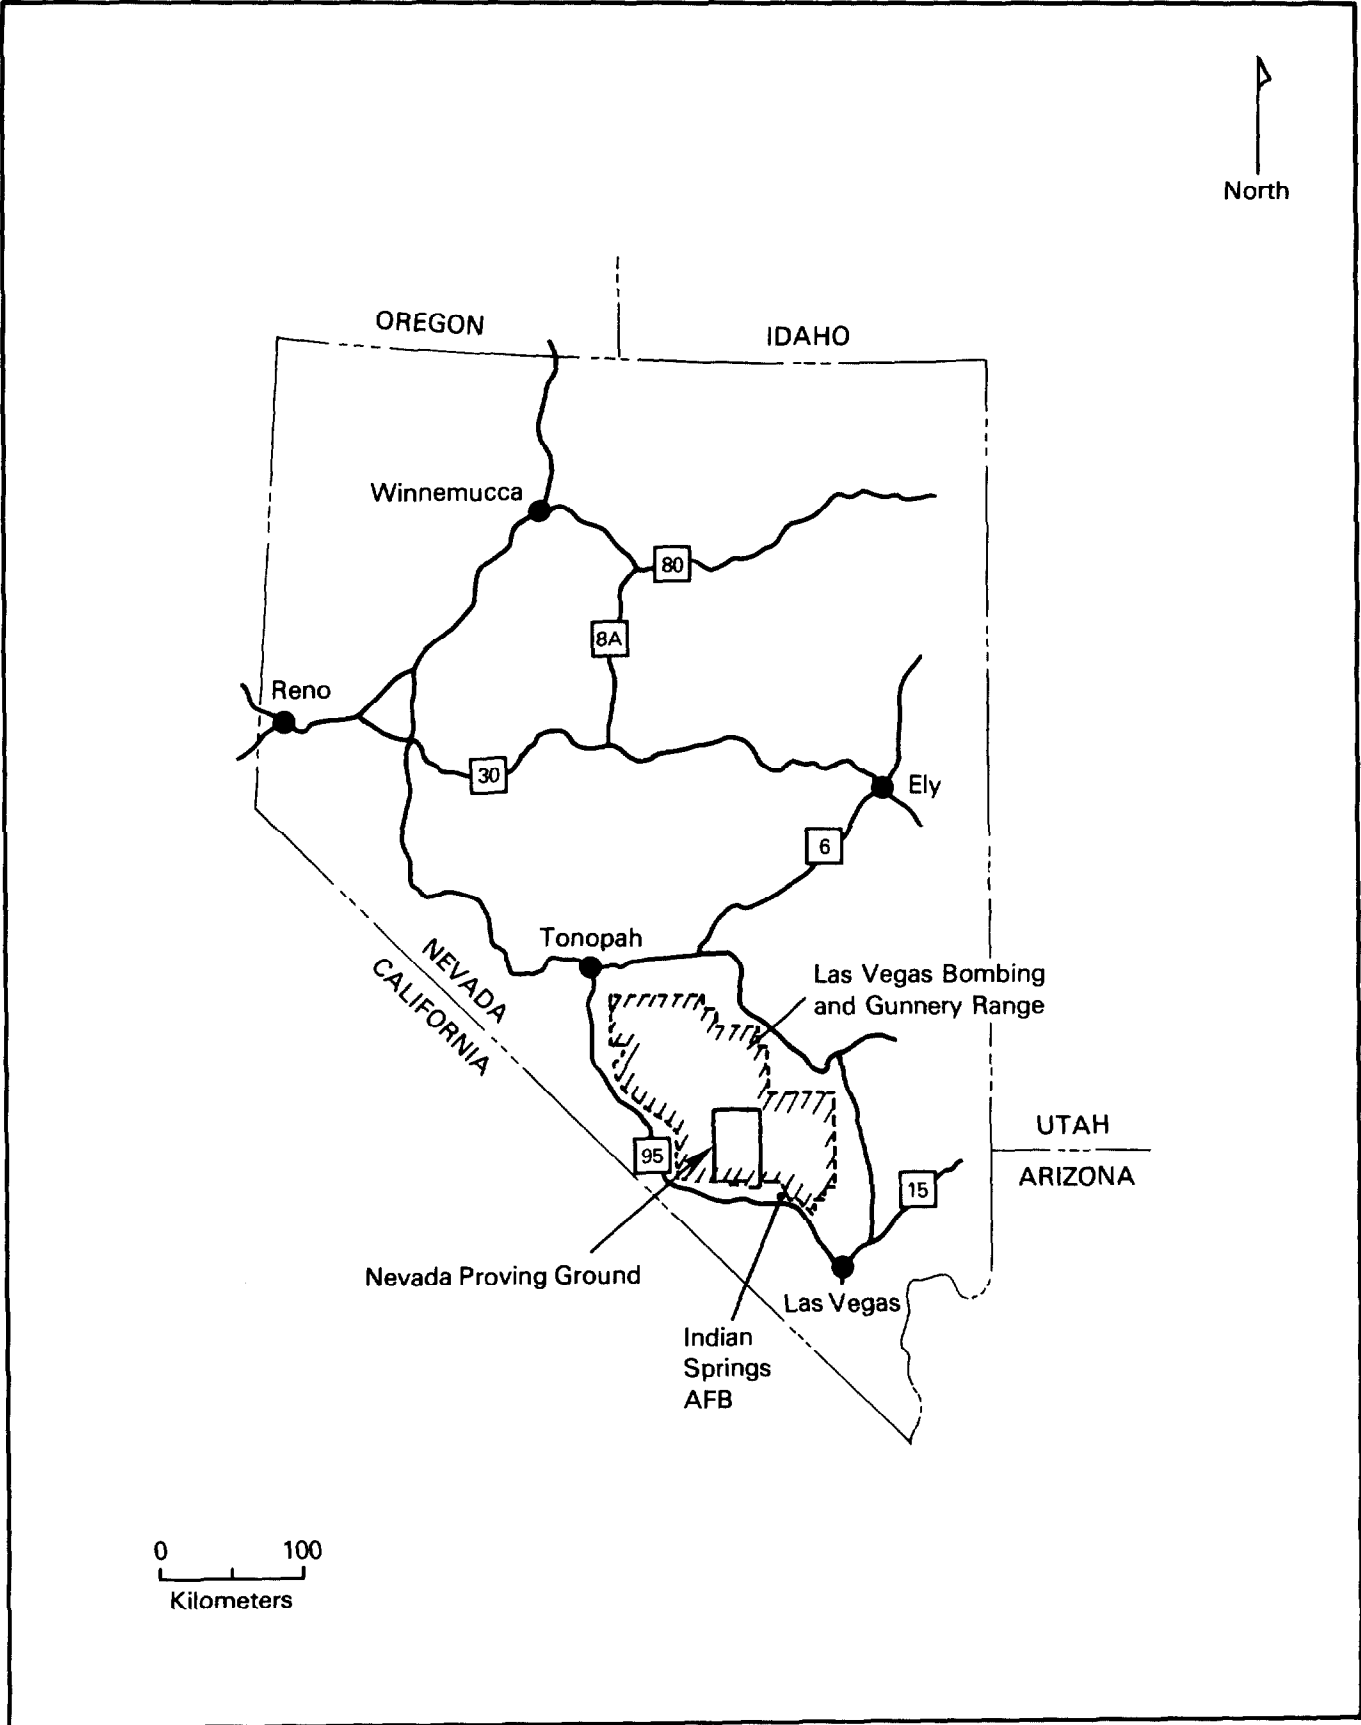 North
OREGON
IDAHO
Winnemucca
80
8A
Reno
30
Ely
6
Tonopah
NEVADA
CALIFORNIA
Las Vegas Bombing
and Gunnery Range
95
UTAH
ARIZONA
15
Nevada Proving Ground
Las Vegas
Indian
Springs
AFB
0 100
Kilometers